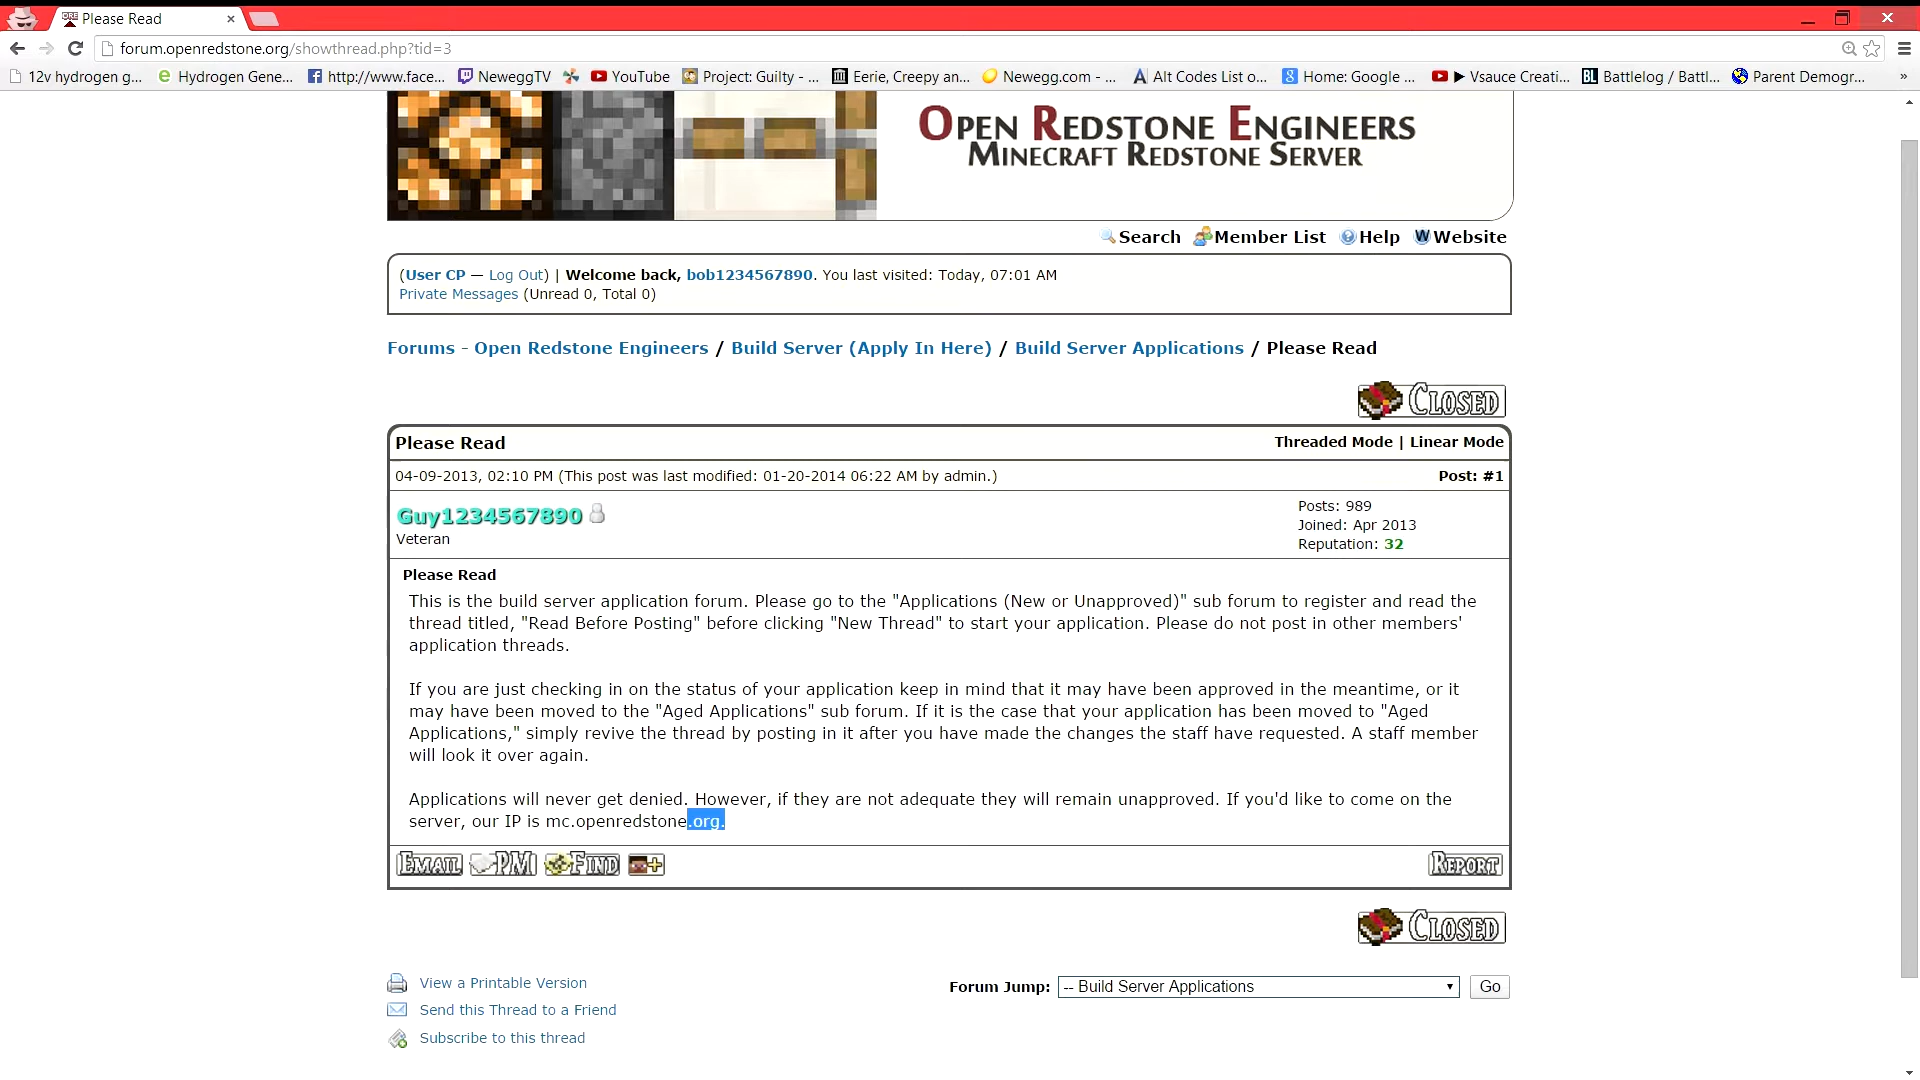 Please Read
forum.openredstone.org/showthread.php?tid=3
12v hydrogen g... Hydrogen Gene... http://www.face... NeweggTV YouTube Project: Guilty - ... Eerie, Creepy an... Newegg.com - ... Alt Codes List o... Home: Google ... ► Vsauce Creati... Battlelog / Battl... Parent Demogr... »
OPEN REDSTONE ENGINEERS
MINECRAFT REDSTONE SERVER
Search Member List Help Website
(User CP — Log Out) | Welcome back, bob1234567890. You last visited: Today, 07:01 AM
Private Messages (Unread 0, Total 0)
Forums - Open Redstone Engineers / Build Server (Apply In Here) / Build Server Applications / Please Read
CLOSED
Please Read Threaded Mode | Linear Mode
04-09-2013, 02:10 PM (This post was last modified: 01-20-2014 06:22 AM by admin.) Post: #1
Guy1234567890
Veteran
Posts: 989
Joined: Apr 2013
Reputation: 32
Please Read
This is the build server application forum. Please go to the "Applications (New or Unapproved)" sub forum to register and read the
thread titled, "Read Before Posting" before clicking "New Thread" to start your application. Please do not post in other members'
application threads.
If you are just checking in on the status of your application keep in mind that it may have been approved in the meantime, or it
may have been moved to the "Aged Applications" sub forum. If it is the case that your application has been moved to "Aged
Applications," simply revive the thread by posting in it after you have made the changes the staff have requested. A staff member
will look it over again.
Applications will never get denied. However, if they are not adequate they will remain unapproved. If you'd like to come on the
server, our IP is mc.openredstone.org.
EMAIL PM FIND + REPORT
CLOSED
View a Printable Version
Send this Thread to a Friend
Subscribe to this thread
Forum Jump: -- Build Server Applications Go